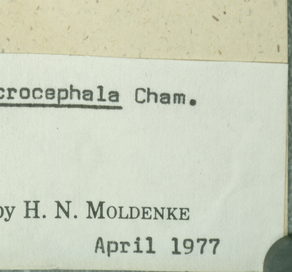 crocephala Cham.
by H. N. MOLDENKE
April 1977